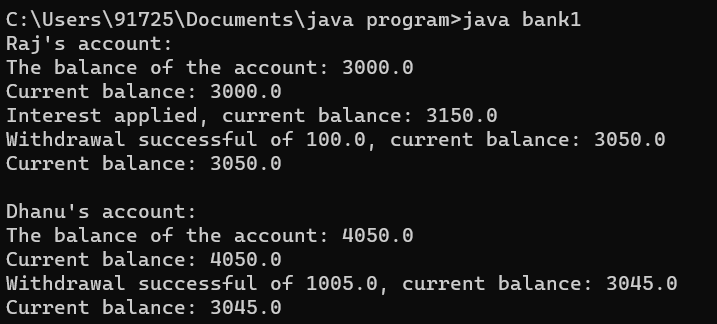 C:\Users\91725\Documents\java program>java bank1
Raj's account:
The balance of the account: 3000.0
Current balance: 3000.0
Interest applied, current balance: 3150.0
Withdrawal successful of 100.0, current balance: 3050.0
Current balance: 3050.0
Dhanu's account:
The balance of the account: 4050.0
Current balance: 4050.0
Withdrawal successful of 1005.0, current balance: 3045.0
Current balance: 3045.0